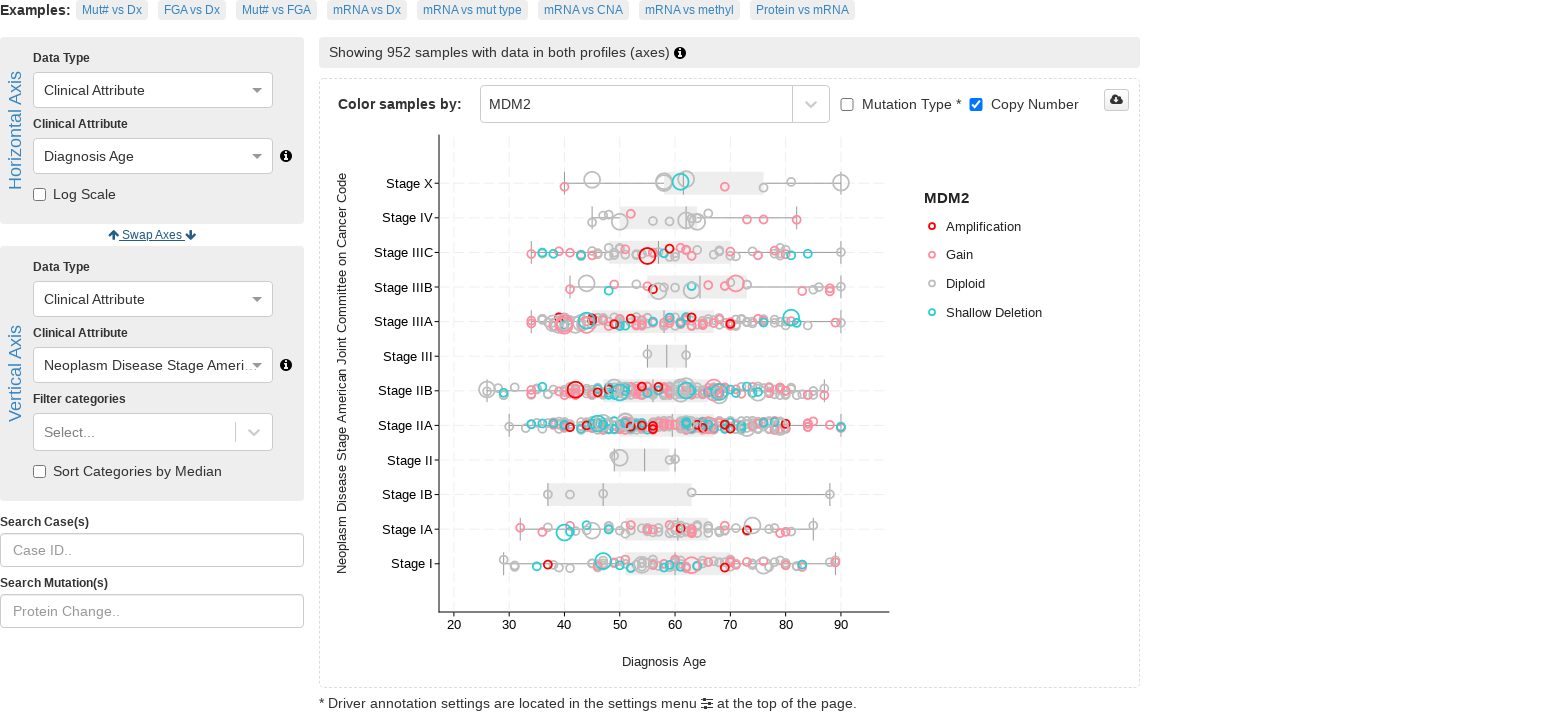 Examples: Mut# vs Dx FGA vs Dx Mut# vs FGA mRNA vs Dx mRNA vs mut type mRNA vs CNA mRNA vs methyl Protein vs mRNA
Horizontal Axis
Data Type
Clinical Attribute
Clinical Attribute
Diagnosis Age
Log Scale
Swap Axes
Vertical Axis
Data Type
Clinical Attribute
Clinical Attribute
Neoplasm Disease Stage Ameri...
Filter categories
Select...
Sort Categories by Median
Search Case(s)
Case ID..
Search Mutation(s)
Protein Change..
Showing 952 samples with data in both profiles (axes)
Color samples by: MDM2 Mutation Type * Copy Number
Neoplasm Disease Stage American Joint Committee on Cancer Code
Stage X
Stage IV
Stage IIIC
Stage IIIB
Stage IIIA
Stage III
Stage IIB
Stage IIA
Stage II
Stage IB
Stage IA
Stage I
20 30 40 50 60 70 80 90
Diagnosis Age
MDM2
Amplification
Gain
Diploid
Shallow Deletion
* Driver annotation settings are located in the settings menu at the top of the page.